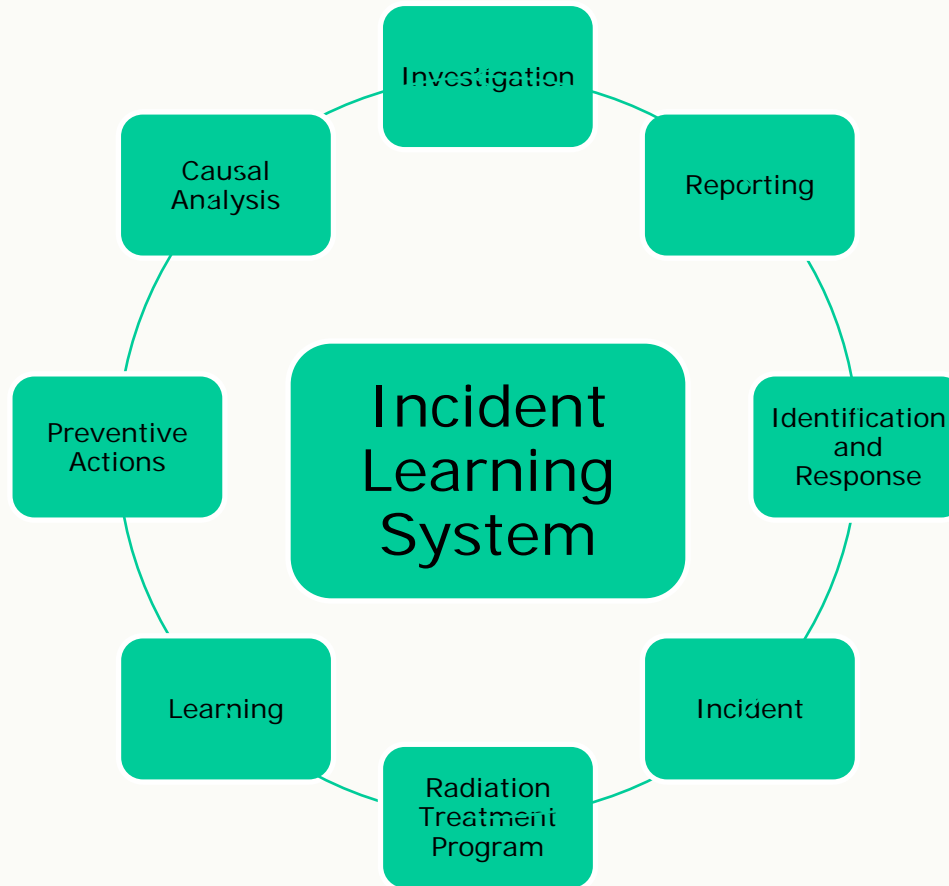 Investigation
Causal
Analysis
Reporting
Preventive
Actions
Incident
Learning
System
Identification
and
Response
Learning
Incident
Radiation
Treatment
Program